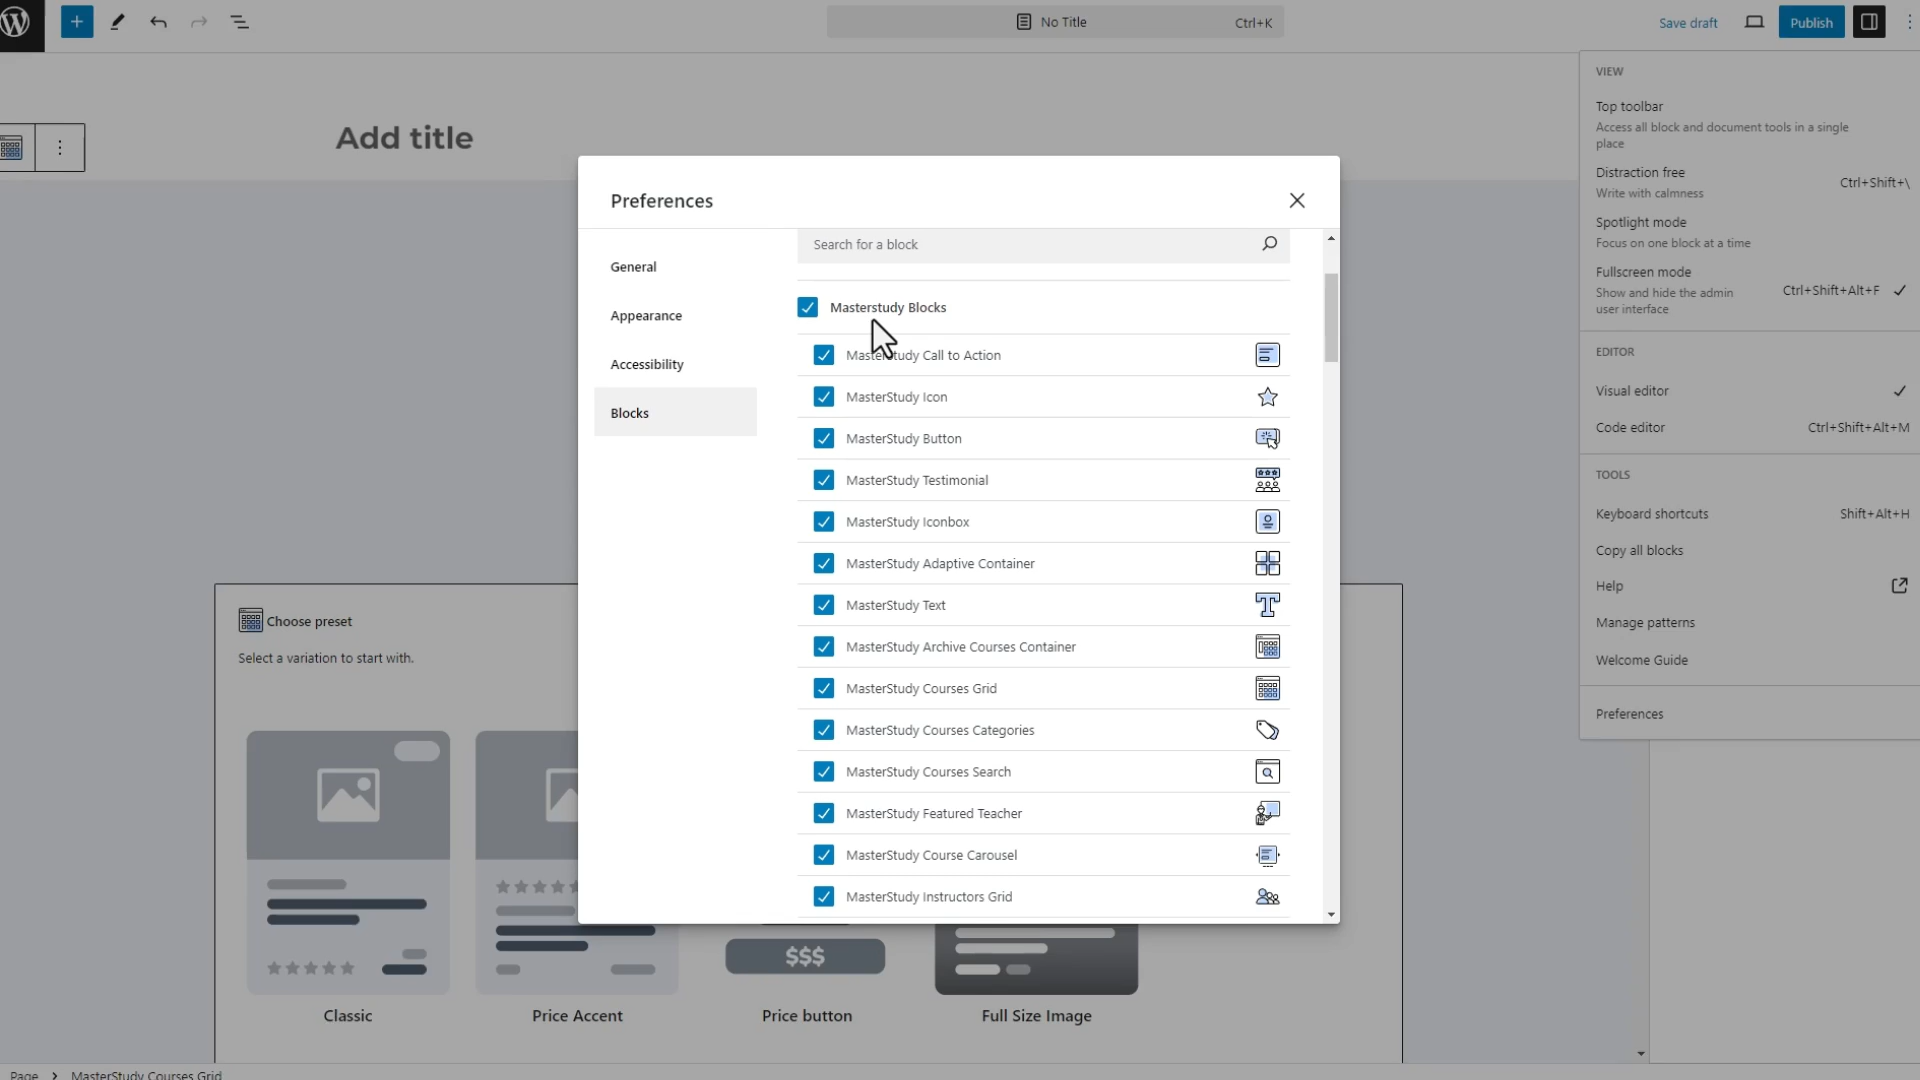 No Title
Ctrl+K
Save draft
Publish
Add title
VIEW
Top toolbar
Access all block and document tools in a single
place
Distraction free
Ctrl+Shift+\
Write with calmness
Spotlight mode
Focus on one block at a time
Fullscreen mode
Show and hide the admin
user interface
Ctrl+Shift+Alt+F
EDITOR
Visual editor
Code editor
Ctrl+Shift+Alt+M
TOOLS
Keyboard shortcuts
Shift+Alt+H
Copy all blocks
Help
Manage patterns
Welcome Guide
Preferences
Preferences
General
Appearance
Accessibility
Blocks
Search for a block
Masterstudy Blocks
MasterStudy Call to Action
MasterStudy Icon
MasterStudy Button
MasterStudy Testimonial
MasterStudy Iconbox
MasterStudy Adaptive Container
MasterStudy Text
MasterStudy Archive Courses Container
MasterStudy Courses Grid
MasterStudy Courses Categories
MasterStudy Courses Search
MasterStudy Featured Teacher
MasterStudy Course Carousel
MasterStudy Instructors Grid
Choose preset
Select a variation to start with.
$$$
Classic
Price Accent
Price button
Full Size Image
Page
MasterStudy Courses Grid